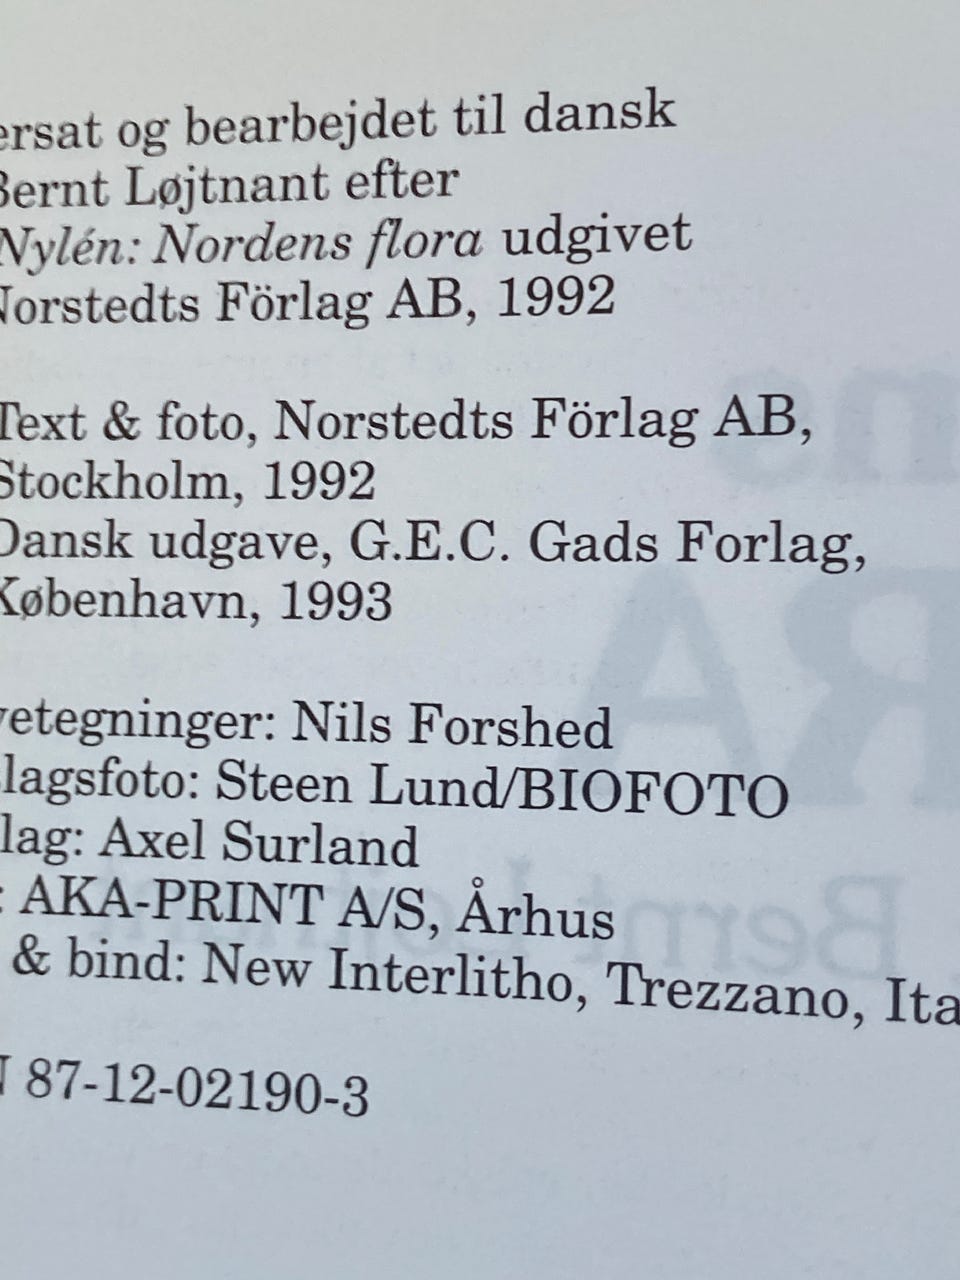 ersat og bearbejdet til dansk
Bernt Løjtnant efter
Nylén: Nordens flora udgivet
Norstedts Förlag AB, 1992
Text & foto, Norstedts Förlag AB,
Stockholm, 1992
Dansk udgave, G.E.C. Gads Forlag,
København, 1993
vetegninger: Nils Forshed
lagsfoto: Steen Lund/BIOFOTO
lag: Axel Surland
: AKA-PRINT A/S, Århus
& bind: New Interlitho, Trezzano, Ita
N 87-12-02190-3